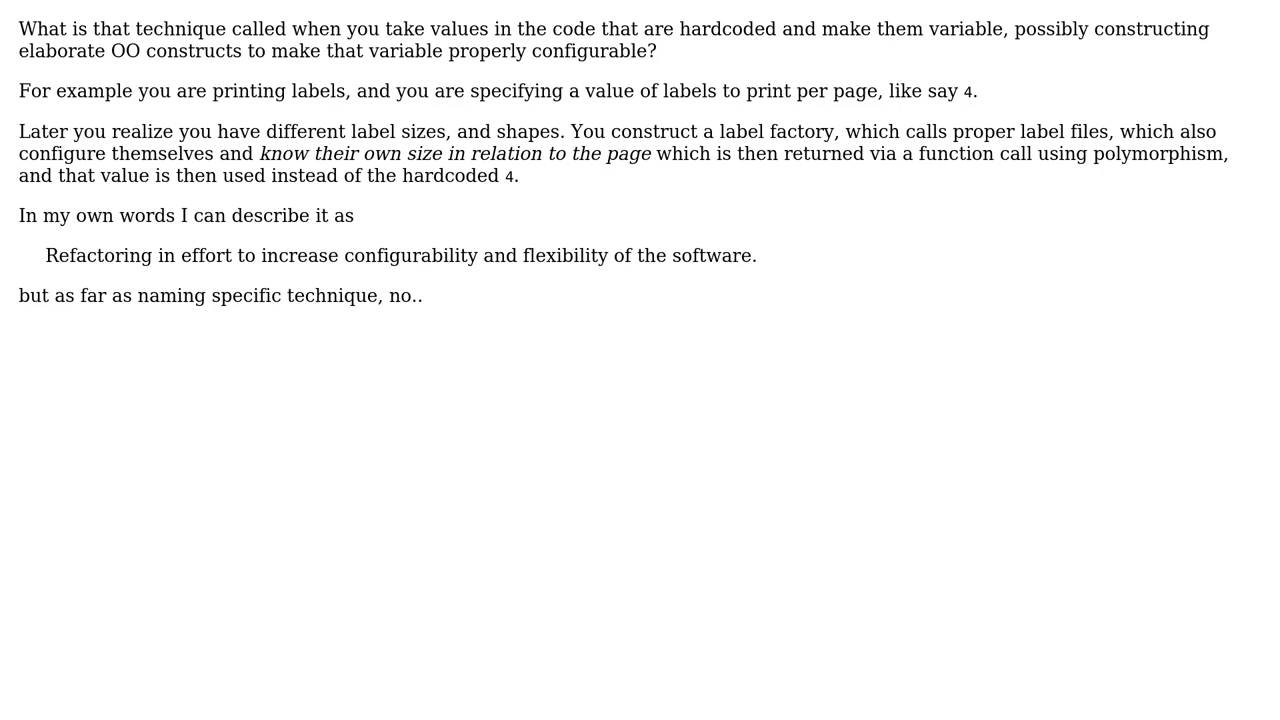 What is that technique called when you take values in the code that are hardcoded and make them variable, possibly constructing
elaborate OO constructs to make that variable properly configurable?
For example you are printing labels, and you are specifying a value of labels to print per page, like say 4.
Later you realize you have different label sizes, and shapes. You construct a label factory, which calls proper label files, which also
configure themselves and know their own size in relation to the page which is then returned via a function call using polymorphism,
and that value is then used instead of the hardcoded 4.
In my own words I can describe it as
Refactoring in effort to increase configurability and flexibility of the software.
but as far as naming specific technique, no..